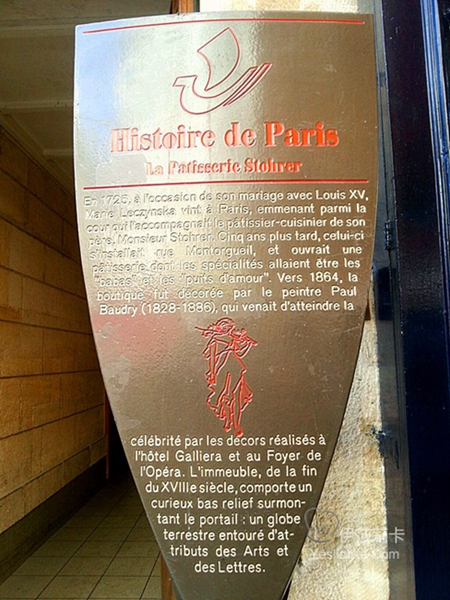 Histoire de Paris
La Patisserie Stohrer
En 1725, à l'occasion de son mariage avec Louis XV,
Marie Leczynska vint à Paris, emmenant parmi la
cour qui l'accompagnait le pâtissier-cuisinier de son
père, Monsieur Stohrer. Cinq ans plus tard, celui-ci
s'installait rue Montorgueil, et ouvrait une
pâtisserie dont les spécialités allaient être les
"babas" et les "puits d'amour". Vers 1864, la
boutique fut décorée par le peintre Paul
Baudry (1828-1886), qui venait d'atteindre la
célébrité par les décors réalisés à
l'hôtel Galliera et au Foyer de
l'Opéra. L'immeuble, de la fin
du XVIIIe siècle, comporte un
curieux bas relief surmon-
tant le portail : un globe
terrestre entouré d'at-
tributs des Arts et
des Lettres.